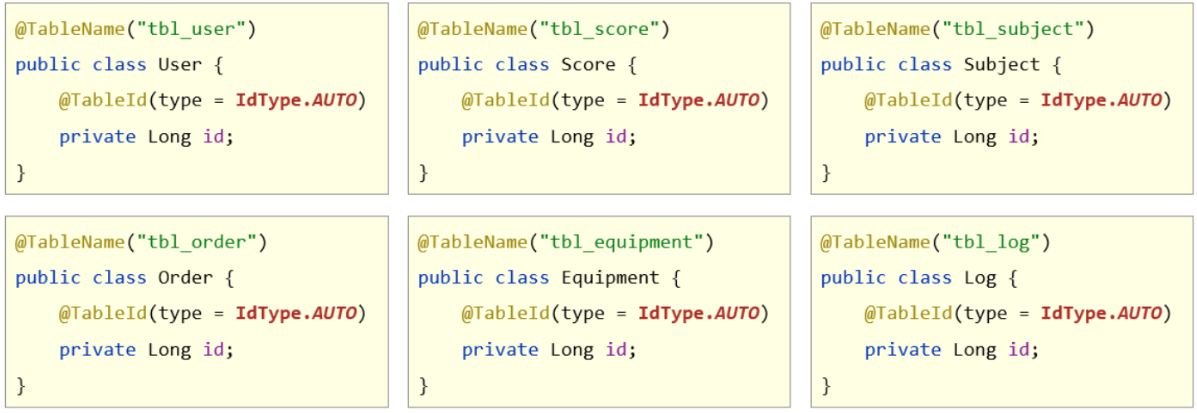 @TableName("tbl_user")
public class User {
    @TableId(type = IdType.AUTO)
    private Long id;
}
@TableName("tbl_score")
public class Score {
    @TableId(type = IdType.AUTO)
    private Long id;
}
@TableName("tbl_subject")
public class Subject {
    @TableId(type = IdType.AUTO)
    private Long id;
}
@TableName("tbl_order")
public class Order {
    @TableId(type = IdType.AUTO)
    private Long id;
}
@TableName("tbl_equipment")
public class Equipment {
    @TableId(type = IdType.AUTO)
    private Long id;
}
@TableName("tbl_log")
public class Log {
    @TableId(type = IdType.AUTO)
    private Long id;
}